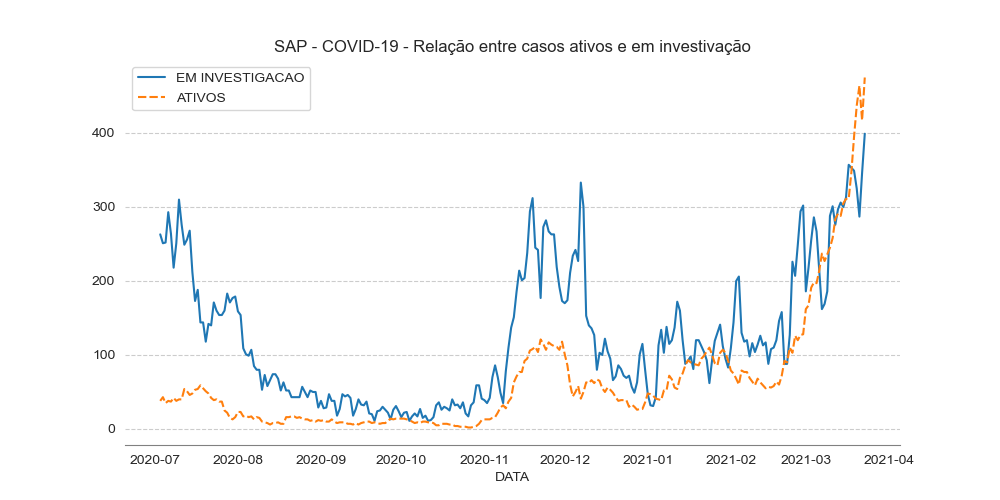 SAP - COVID-19 - Relação entre casos ativos e em investivação
EM INVESTIGACAO
ATIVOS
400
300
200
100
0
2020-07 2020-08 2020-09 2020-10 2020-11 2020-12 2021-01 2021-02 2021-03 2021-04
DATA